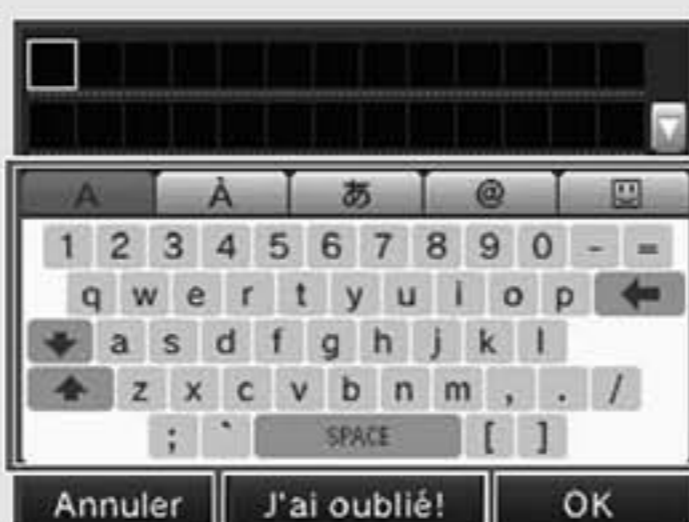 A À あ @
1 2 3 4 5 6 7 8 9 0 - =
q w e r t y u i o p
a s d f g h j k l
z x c v b n m , . /
; ` SPACE [ ]
Annuler J'ai oublié! OK